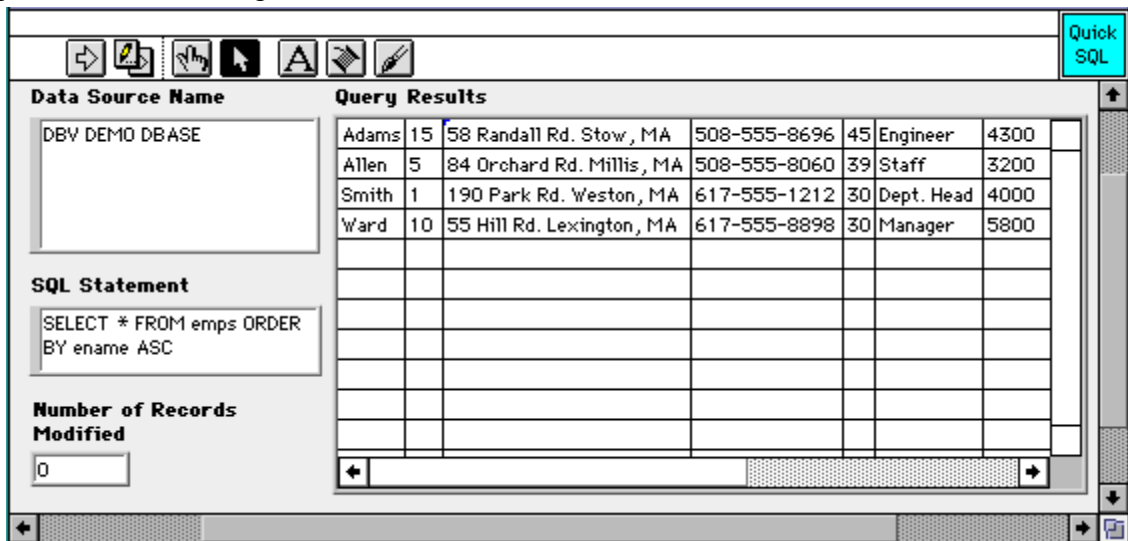 Quick
SQL
A
Data Source Name
DBV DEMO DBASE
SQL Statement
SELECT * FROM emps ORDER
BY ename ASC
Number of Records
Modified
0
Query Results
Adams 15 58 Randall Rd. Stow, MA 508-555-8696 45 Engineer 4300
Allen 5 84 Orchard Rd. Millis, MA 508-555-8060 39 Staff 3200
Smith 1 190 Park Rd. Weston, MA 617-555-1212 30 Dept. Head 4000
Ward 10 55 Hill Rd. Lexington, MA 617-555-8898 30 Manager 5800